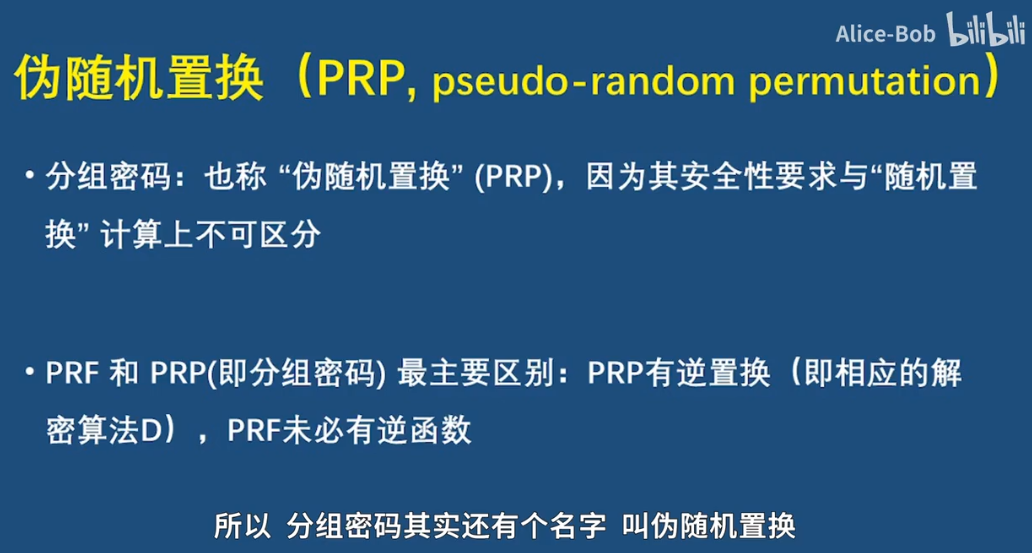 Alice-Bob bilibili
伪随机置换（PRP, pseudo-random permutation）
• 分组密码：也称 “伪随机置换” (PRP)，因为其安全性要求与“随机置
换” 计算上不可区分
• PRF 和 PRP(即分组密码) 最主要区别：PRP有逆置换（即相应的解
密算法D），PRF未必有逆函数
所以 分组密码其实还有个名字 叫伪随机置换